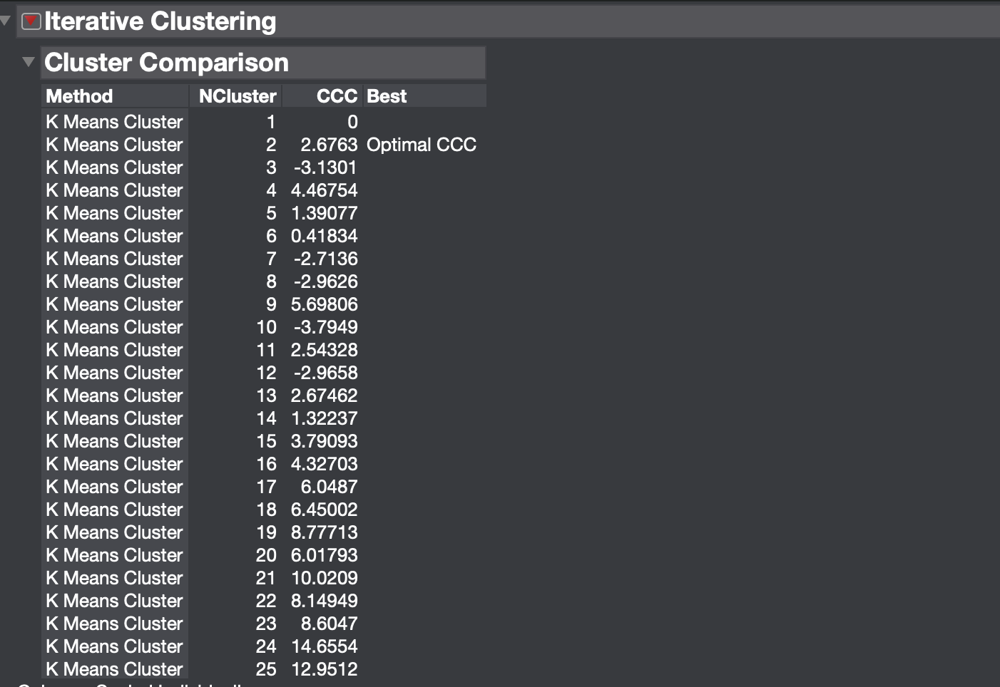 Iterative Clustering
Cluster Comparison
Method NCluster CCC Best
K Means Cluster 1 0
K Means Cluster 2 2.6763 Optimal CCC
K Means Cluster 3 -3.1301
K Means Cluster 4 4.46754
K Means Cluster 5 1.39077
K Means Cluster 6 0.41834
K Means Cluster 7 -2.7136
K Means Cluster 8 -2.9626
K Means Cluster 9 5.69806
K Means Cluster 10 -3.7949
K Means Cluster 11 2.54328
K Means Cluster 12 -2.9658
K Means Cluster 13 2.67462
K Means Cluster 14 1.32237
K Means Cluster 15 3.79093
K Means Cluster 16 4.32703
K Means Cluster 17 6.0487
K Means Cluster 18 6.45002
K Means Cluster 19 8.77713
K Means Cluster 20 6.01793
K Means Cluster 21 10.0209
K Means Cluster 22 8.14949
K Means Cluster 23 8.6047
K Means Cluster 24 14.6554
K Means Cluster 25 12.9512